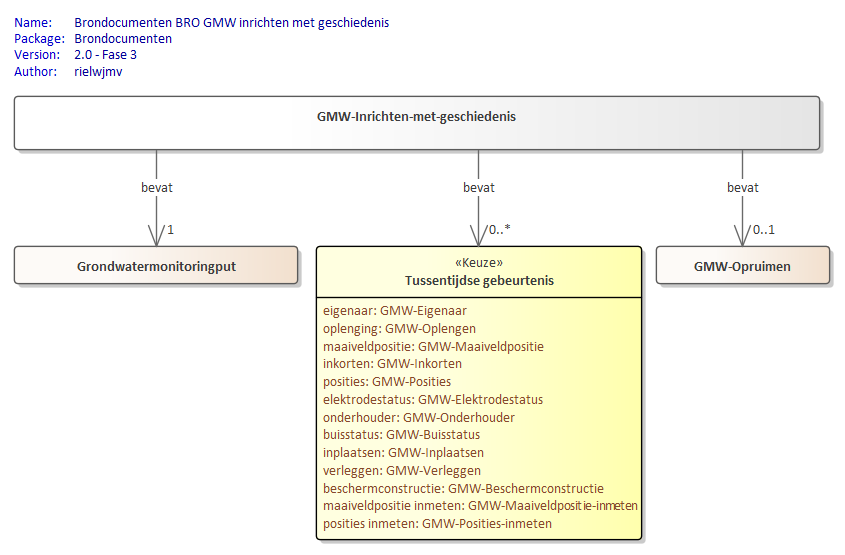 Name: Brondocumenten BRO GMW inrichten met geschiedenis
Package: Brondocumenten
Version: 2.0 - Fase 3
Author: rielwjmv
GMW-Inrichten-met-geschiedenis
bevat bevat bevat
1 0..* 0..1
Grondwatermonitoringput
«Keuze»
Tussentijdse gebeurtenis
GMW-Opruimen
eigenaar: GMW-Eigenaar
oplenging: GMW-Oplengen
maaiveldpositie: GMW-Maaiveldpositie
inkorten: GMW-Inkorten
posities: GMW-Posities
elektrodestatus: GMW-Elektrodestatus
onderhouder: GMW-Onderhouder
buisstatus: GMW-Buisstatus
inplaatsen: GMW-Inplaatsen
verleggen: GMW-Verleggen
beschermconstructie: GMW-Beschermconstructie
maaiveldpositie inmeten: GMW-Maaiveldpositie-inmeten
posities inmeten: GMW-Posities-inmeten